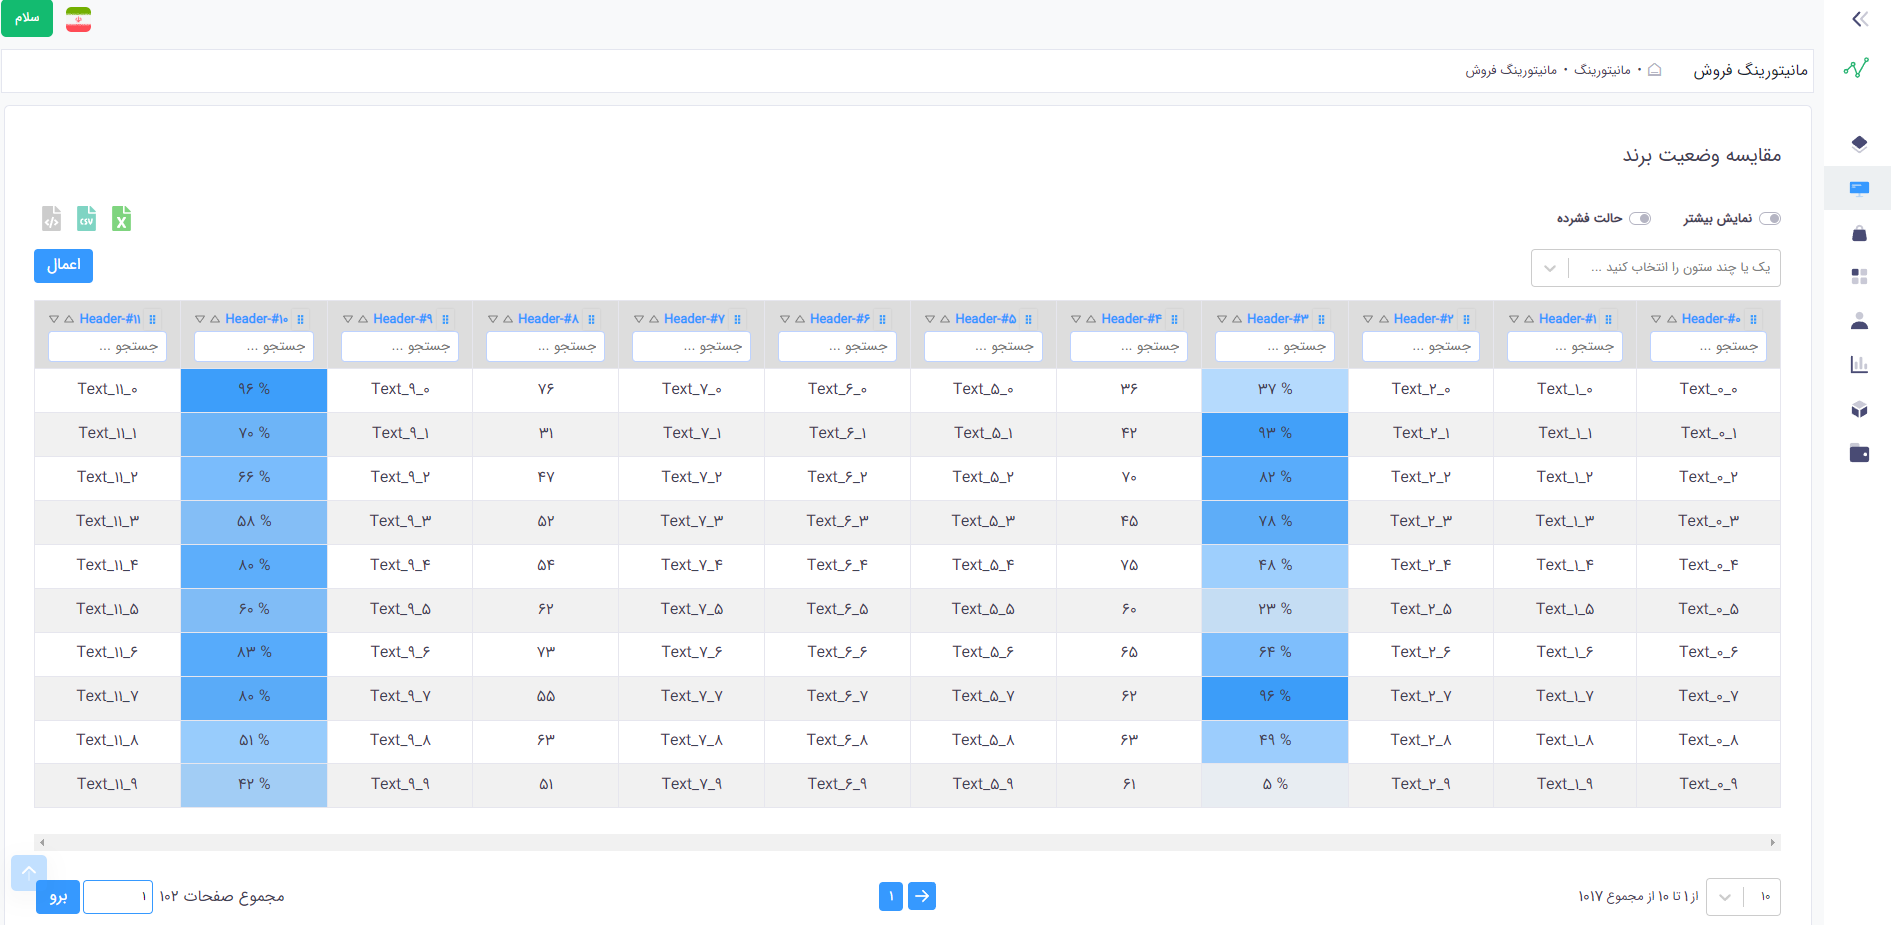 سلام
مانیتورینگ فروش • مانیتورینگ • مانیتورینگ فروش
مقایسه وضعیت برند
نمایش بیشتر حالت فشرده
CSV X
یک یا چند ستون را انتخاب کنید ... اعمال
Header-#۰ Header-#۱ Header-#۲ Header-#۳ Header-#۴ Header-#۵ Header-#۶ Header-#۷ Header-#۸ Header-#۹ Header-#۱۰ Header-#۱۱
جستجو ... جستجو ... جستجو ... جستجو ... جستجو ... جستجو ... جستجو ... جستجو ... جستجو ... جستجو ... جستجو ... جستجو ...
Text_۰_۰ Text_۱_۰ Text_۲_۰ ۳۷ % ۳۶ Text_۵_۰ Text_۶_۰ Text_۷_۰ ۷۶ Text_۹_۰ ۹۶ % Text_۱۱_۰
Text_۰_۱ Text_۱_۱ Text_۲_۱ ۹۳ % ۴۲ Text_۵_۱ Text_۶_۱ Text_۷_۱ ۳۱ Text_۹_۱ ۷۰ % Text_۱۱_۱
Text_۰_۲ Text_۱_۲ Text_۲_۲ ۸۲ % ۷۰ Text_۵_۲ Text_۶_۲ Text_۷_۲ ۴۷ Text_۹_۲ ۶۶ % Text_۱۱_۲
Text_۰_۳ Text_۱_۳ Text_۲_۳ ۷۸ % ۴۵ Text_۵_۳ Text_۶_۳ Text_۷_۳ ۵۲ Text_۹_۳ ۵۸ % Text_۱۱_۳
Text_۰_۴ Text_۱_۴ Text_۲_۴ ۴۸ % ۷۵ Text_۵_۴ Text_۶_۴ Text_۷_۴ ۵۴ Text_۹_۴ ۸۰ % Text_۱۱_۴
Text_۰_۵ Text_۱_۵ Text_۲_۵ ۲۳ % ۶۰ Text_۵_۵ Text_۶_۵ Text_۷_۵ ۶۲ Text_۹_۵ ۶۰ % Text_۱۱_۵
Text_۰_۶ Text_۱_۶ Text_۲_۶ ۶۴ % ۶۵ Text_۵_۶ Text_۶_۶ Text_۷_۶ ۷۳ Text_۹_۶ ۸۳ % Text_۱۱_۶
Text_۰_۷ Text_۱_۷ Text_۲_۷ ۹۶ % ۶۲ Text_۵_۷ Text_۶_۷ Text_۷_۷ ۵۵ Text_۹_۷ ۸۰ % Text_۱۱_۷
Text_۰_۸ Text_۱_۸ Text_۲_۸ ۴۹ % ۶۳ Text_۵_۸ Text_۶_۸ Text_۷_۸ ۶۳ Text_۹_۸ ۵۱ % Text_۱۱_۸
Text_۰_۹ Text_۱_۹ Text_۲_۹ ۵ % ۶۱ Text_۵_۹ Text_۶_۹ Text_۷_۹ ۵۱ Text_۹_۹ ۴۲ % Text_۱۱_۹
۱۰ از ۱ تا ۱۰ از مجموع ۱۰۱۷ ۱ مجموع صفحات ۱۰۲ ۱ برو